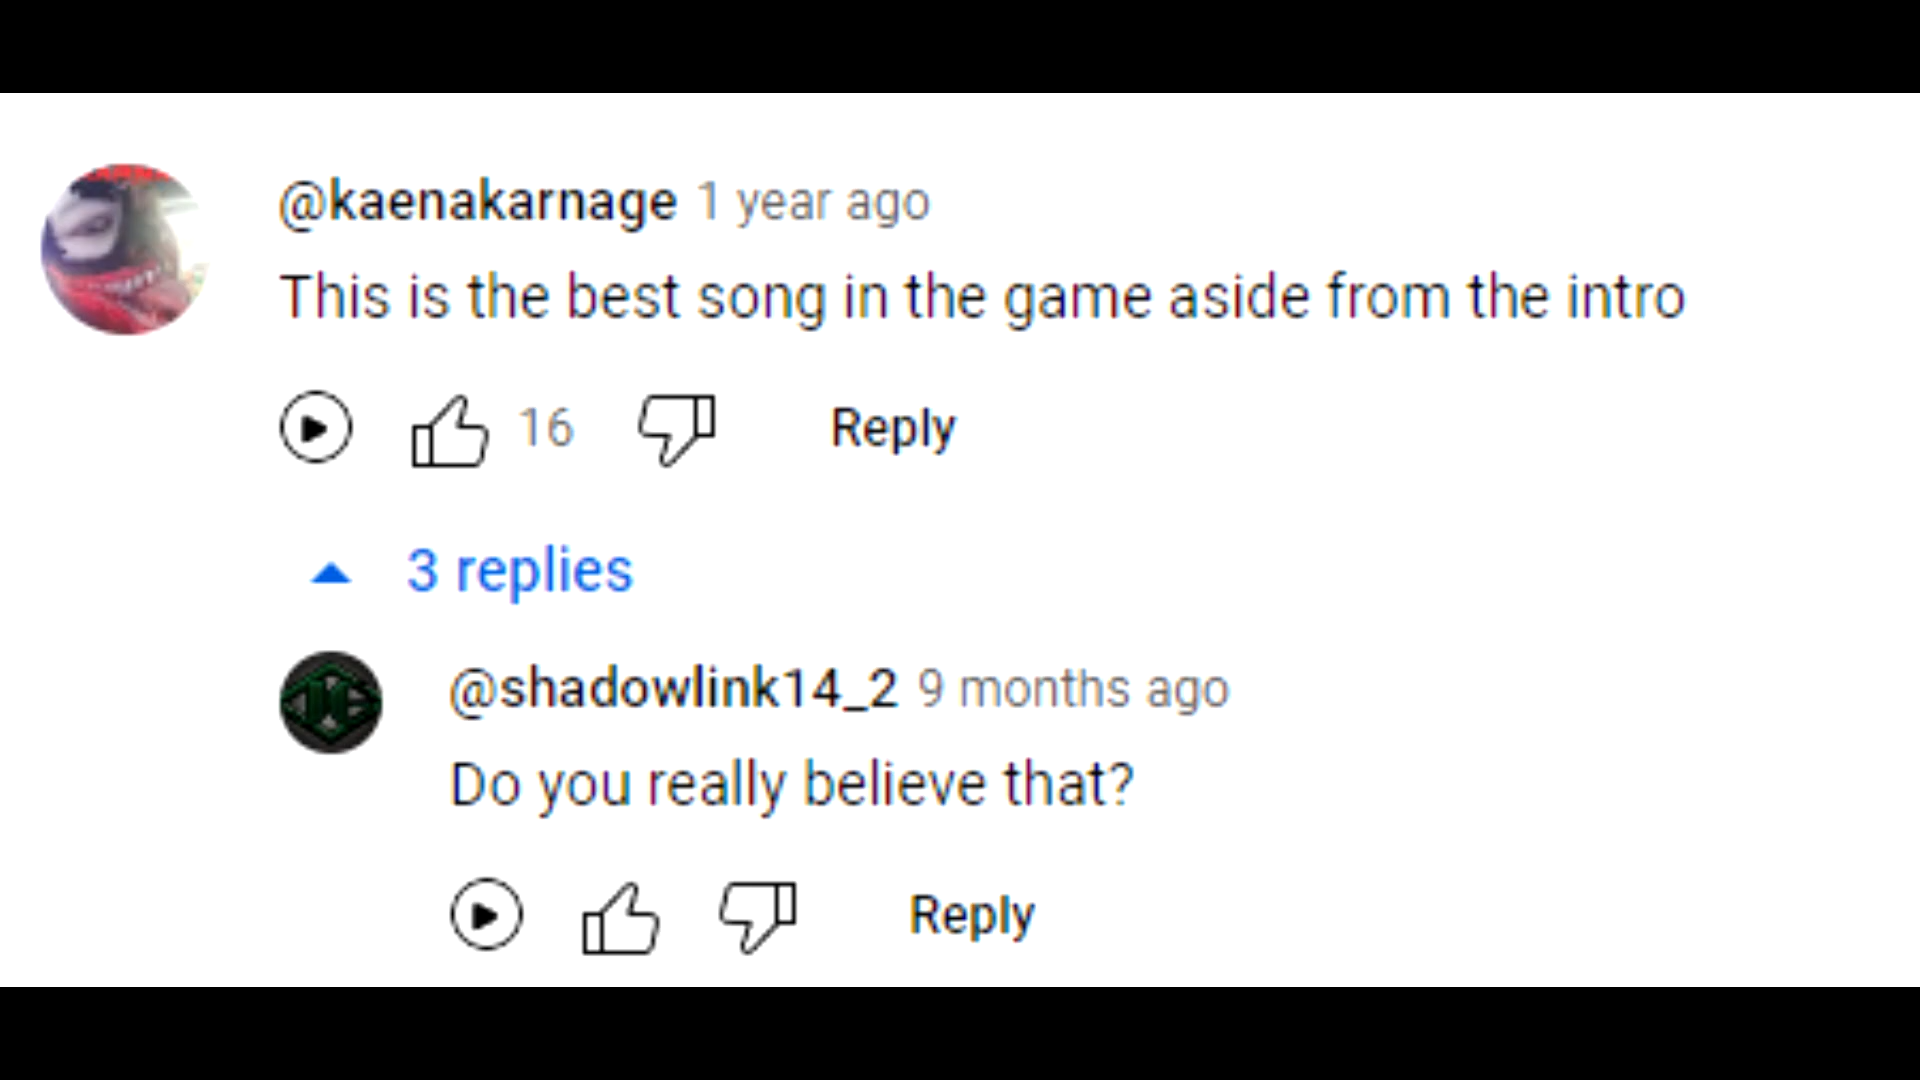 @kaenakarnage 1 year ago
This is the best song in the game aside from the intro
16 Reply
3 replies
@shadowlink14_2 9 months ago
Do you really believe that?
Reply